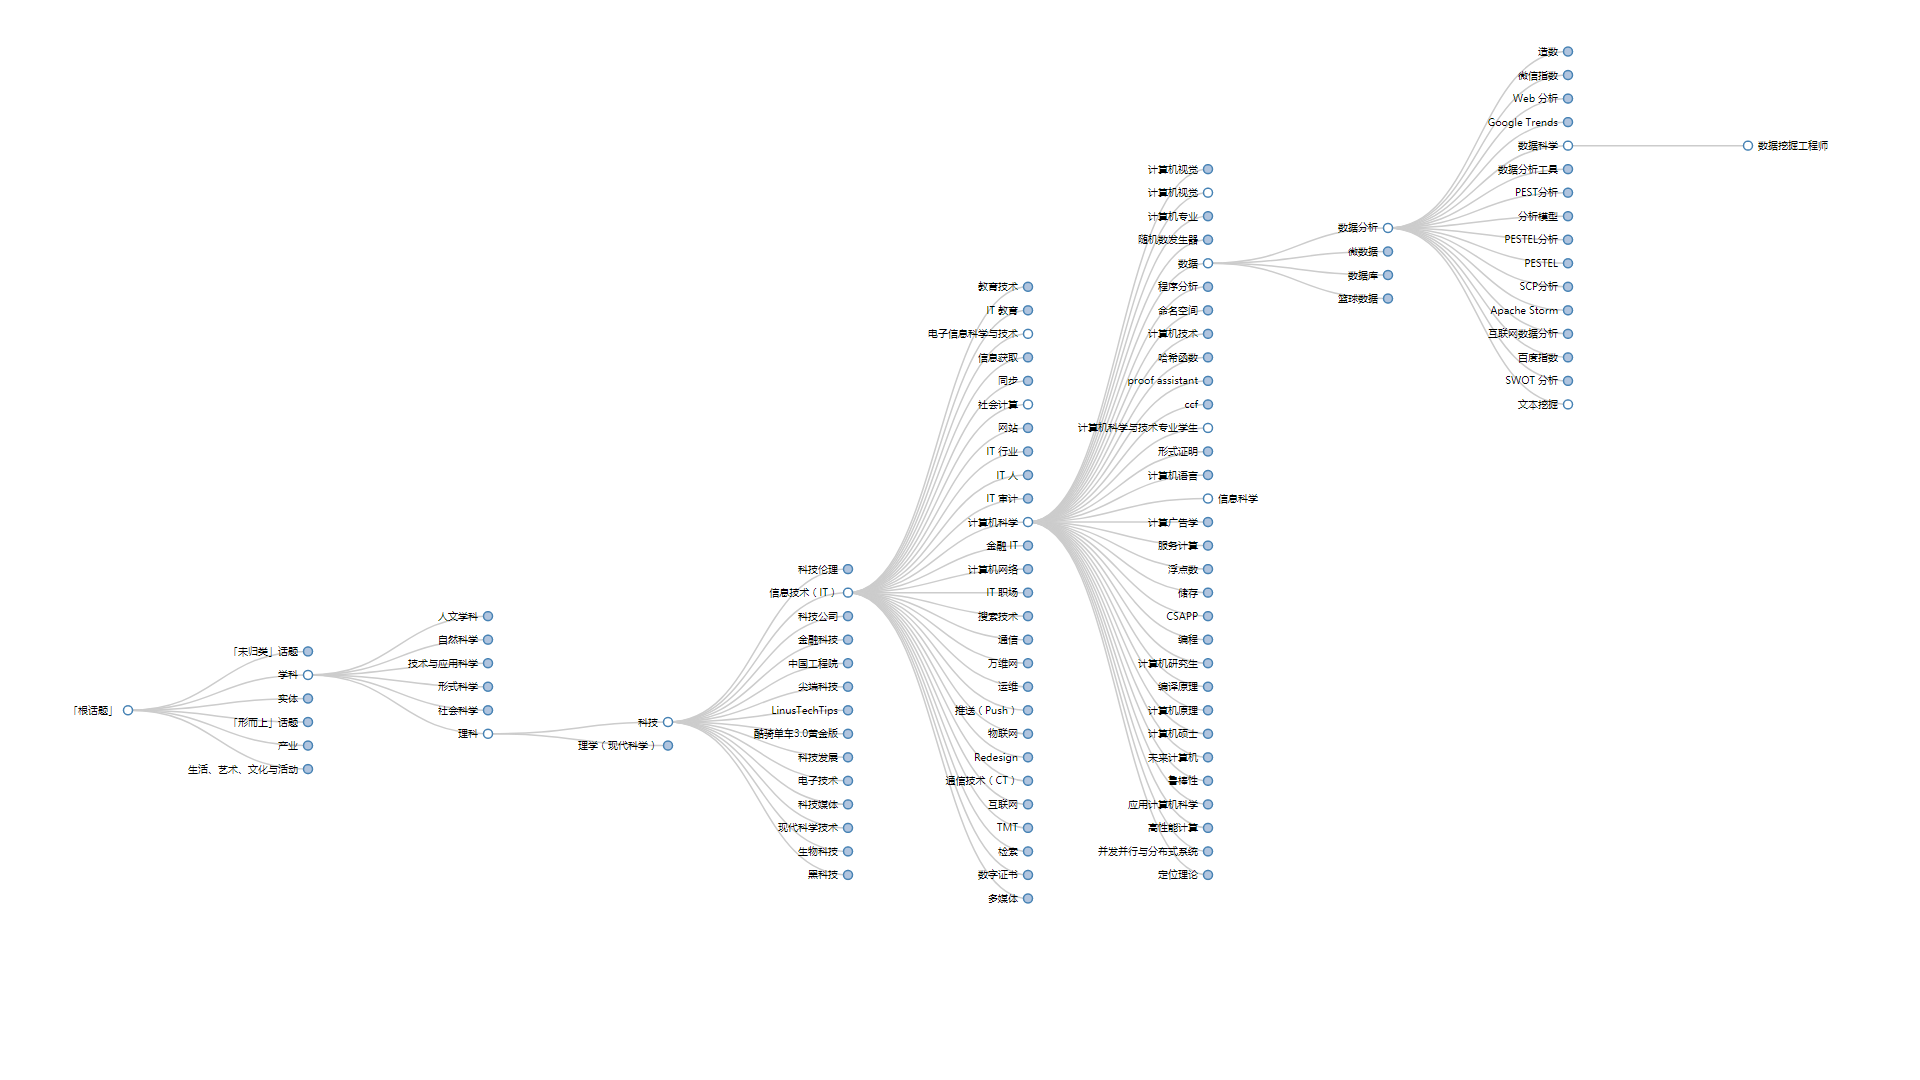 「根话题」
「未归类」话题
学科
实体
「形而上」话题
产业
生活、艺术、文化与活动
人文学科
自然科学
技术与应用科学
形式科学
社会科学
理科
科技
理学（现代科学）
科技伦理
信息技术（IT）
科技公司
金融科技
中国工程院
尖端科技
LinusTechTips
酷骑单车3.0黄金版
科技发展
电子技术
科技媒体
现代科学技术
生物科技
黑科技
教育技术
IT 教育
电子信息科学与技术
信息获取
同步
社会计算
网站
IT 行业
IT 人
IT 审计
计算机科学
金融 IT
计算机网络
IT 职场
搜索技术
通信
万维网
运维
推送（Push）
物联网
Redesign
通信技术（CT）
互联网
TMT
检索
数字证书
多媒体
计算机视觉
计算机视觉
计算机专业
随机数发生器
数据
程序分析
命名空间
计算机技术
哈希函数
proof assistant
ccf
计算机科学与技术专业学生
形式证明
计算机语言
信息科学
计算广告学
服务计算
浮点数
储存
CSAPP
编程
计算机研究生
编译原理
计算机原理
计算机硕士
未来计算机
鲁棒性
应用计算机科学
高性能计算
并发并行与分布式系统
定位理论
数据分析
微数据
数据库
篮球数据
造数
微信指数
Web 分析
Google Trends
数据科学
数据分析工具
PEST分析
分析模型
PESTEL分析
PESTEL
SCP分析
Apache Storm
互联网数据分析
百度指数
SWOT 分析
文本挖掘
数据挖掘工程师